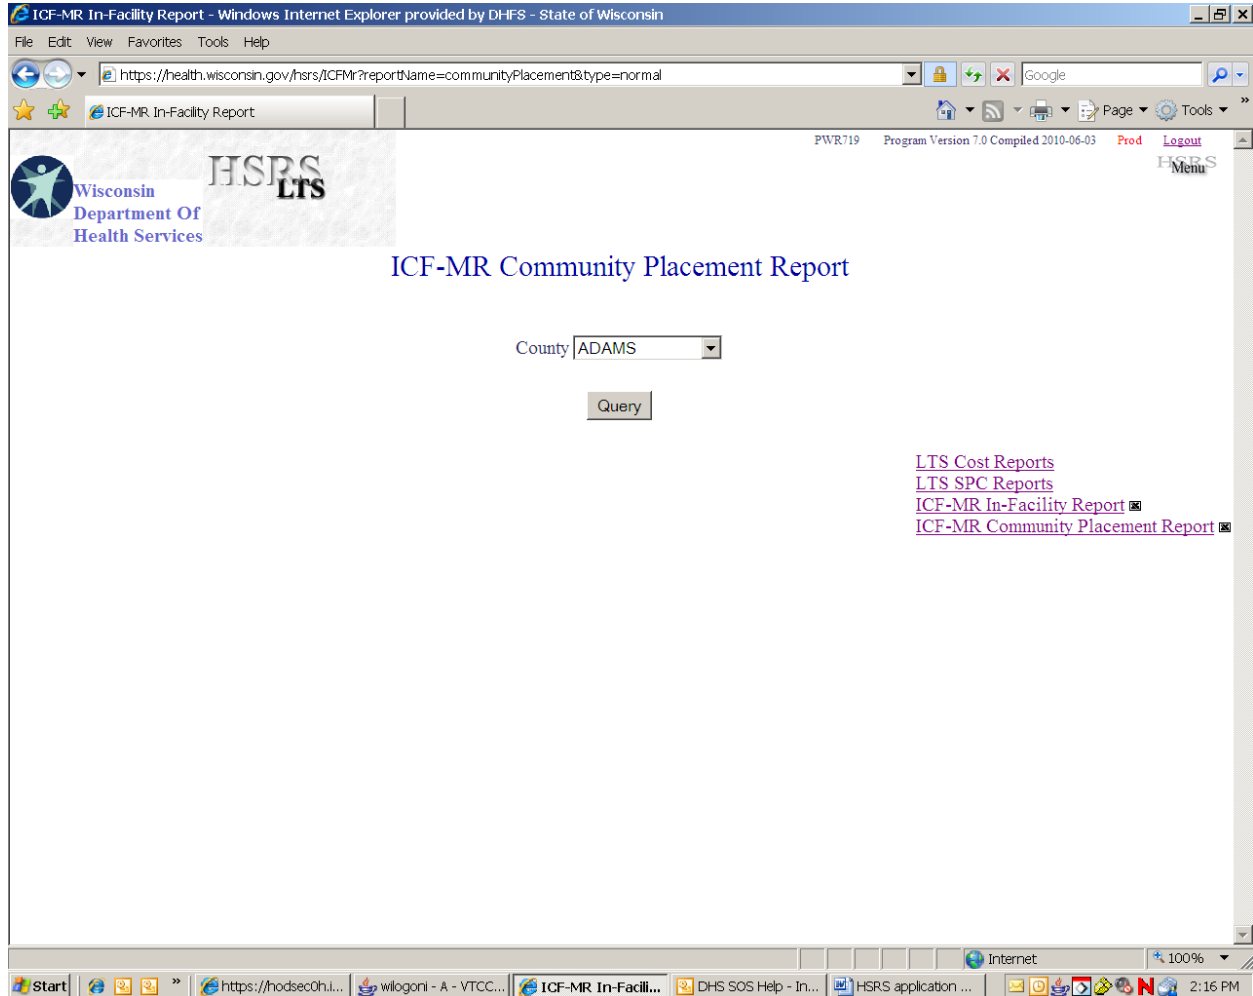 ICF-MR In-Facility Report - Windows Internet Explorer provided by DHFS - State of Wisconsin
File Edit View Favorites Tools Help
https://health.wisconsin.gov/hsrs/ICFMr?reportName=communityPlacement&type=normal
Google
ICF-MR In-Facility Report
Page Tools »
PWR719 Program Version 7.0 Compiled 2010-06-03 Prod Logout
HSRS
Menu
HSRS
LTS
Wisconsin
Department Of
Health Services
ICF-MR Community Placement Report
County ADAMS
Query
LTS Cost Reports
LTS SPC Reports
ICF-MR In-Facility Report
ICF-MR Community Placement Report
Internet 100%
Start » https://hodsec0h.i... wilogoni - A - VTCC... ICF-MR In-Facili... DHS SOS Help - In... HSRS application ... N 2:16 PM